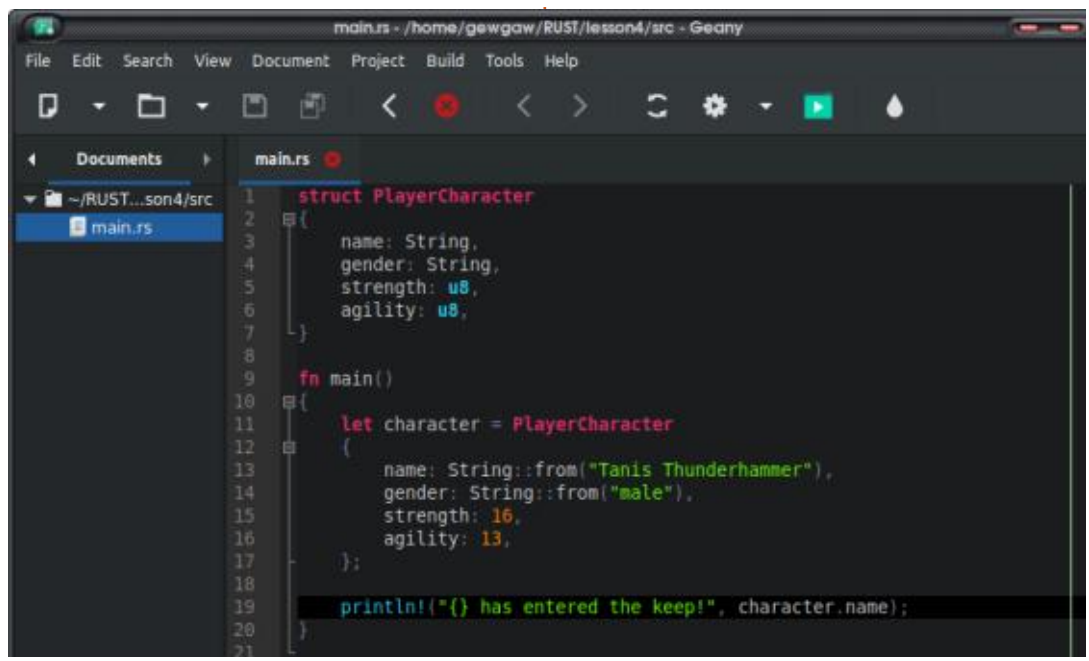 main.rs - /home/gewgaw/RUST/lesson4/src - Geany
File Edit Search View Document Project Build Tools Help
Documents
main.rs
~/RUST...son4/src
main.rs
1 struct PlayerCharacter
2 {
3 name: String,
4 gender: String,
5 strength: u8,
6 agility: u8,
7 }
8
9 fn main()
10 {
11 let character = PlayerCharacter
12 {
13 name: String::from("Tanis Thunderhammer"),
14 gender: String::from("male"),
15 strength: 16,
16 agility: 13,
17 };
18
19 println!("{} has entered the keep!", character.name);
20 }
21